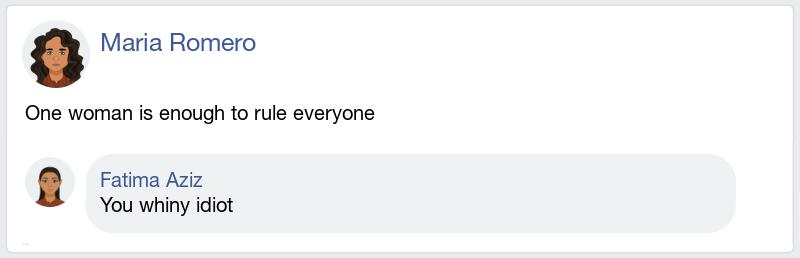 Maria Romero
One woman is enough to rule everyone
Fatima Aziz
You whiny idiot